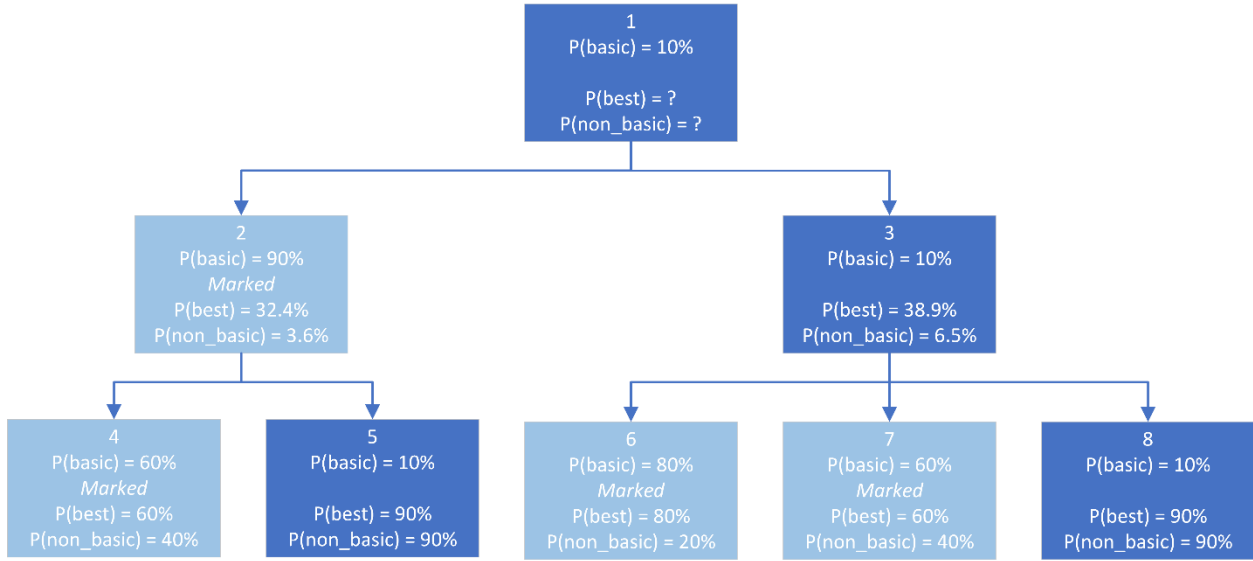 1
P(basic) = 10%
P(best) = ?
P(non_basic) = ?
2
P(basic) = 90%
Marked
P(best) = 32.4%
P(non_basic) = 3.6%
3
P(basic) = 10%
P(best) = 38.9%
P(non_basic) = 6.5%
4
P(basic) = 60%
Marked
P(best) = 60%
P(non_basic) = 40%
5
P(basic) = 10%
P(best) = 90%
P(non_basic) = 90%
6
P(basic) = 80%
Marked
P(best) = 80%
P(non_basic) = 20%
7
P(basic) = 60%
Marked
P(best) = 60%
P(non_basic) = 40%
8
P(basic) = 10%
P(best) = 90%
P(non_basic) = 90%